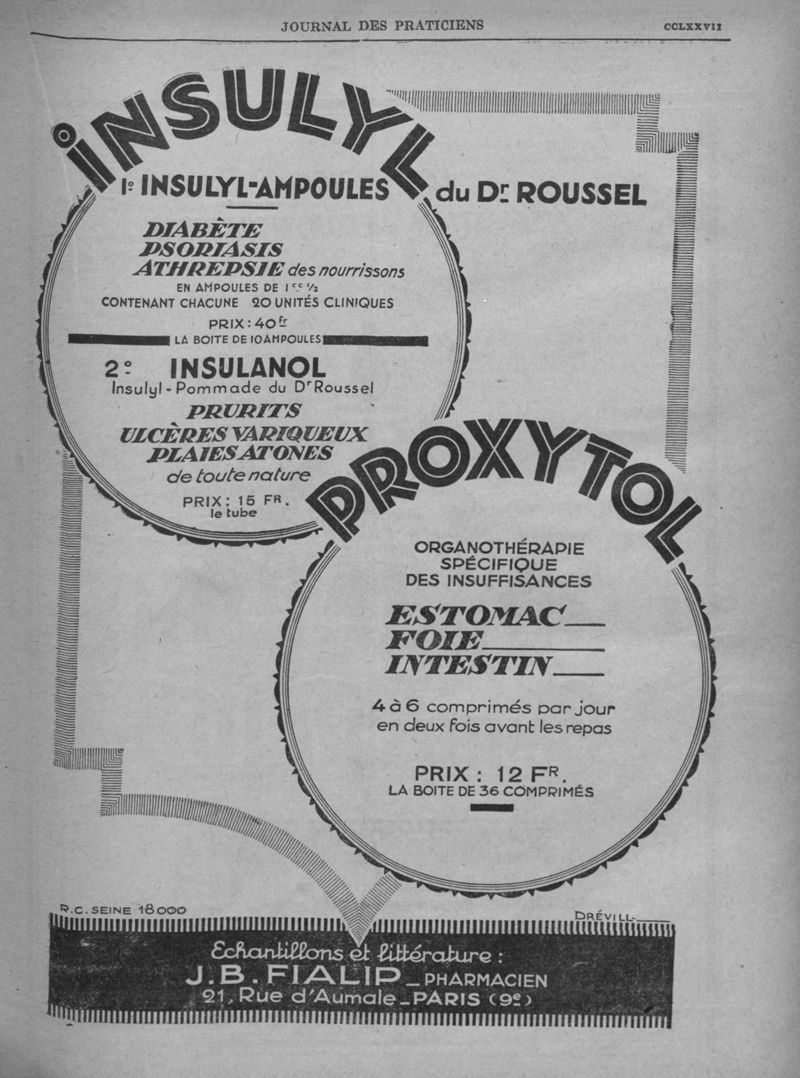 JOURNAL DES PRATICIENS
CCLXXVII
iNSULYL
1º INSULYL-AMPOULES
du Dr ROUSSEL
DIABÈTE
PSORIASIS
ATHREPSIE des nourrissons
EN AMPOULES DE 1 c.c. 1/2
CONTENANT CHACUNE 20 UNITÉS CLINIQUES
PRIX : 40 fr
LA BOITE DE 10 AMPOULES
2º INSULANOL
Insulyl - Pommade du Dr Roussel
PRURITS
ULCÈRES VARIQUEUX
PLAIES ATONES
de toute nature
PRIX : 15 FR.
le tube
PROXYTOL
ORGANOTHÉRAPIE
SPÉCIFIQUE
DES INSUFFISANCES
ESTOMAC
FOIE
INTESTIN
4 à 6 comprimés par jour
en deux fois avant les repas
PRIX : 12 FR.
LA BOITE DE 36 COMPRIMÉS
R.C. SEINE 18000
DRÉVILL
Echantillons et littérature :
J.B. FIALIP _ PHARMACIEN
21, Rue d'Aumale _ PARIS (9e)